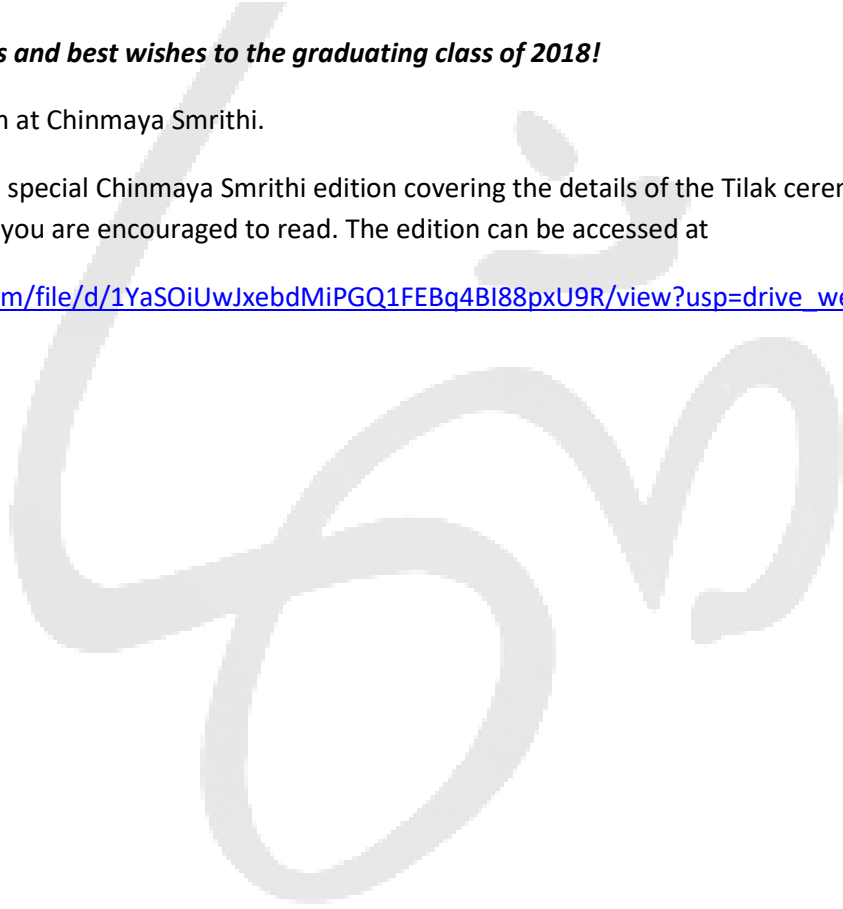 s and best wishes to the graduating class of 2018!
n at Chinmaya Smrithi.
special Chinmaya Smrithi edition covering the details of the Tilak cerer
you are encouraged to read. The edition can be accessed at
m/file/d/1YaSOiUwJxebdMiPGQ1FEBq4BI88pxU9R/view?usp=drive_we